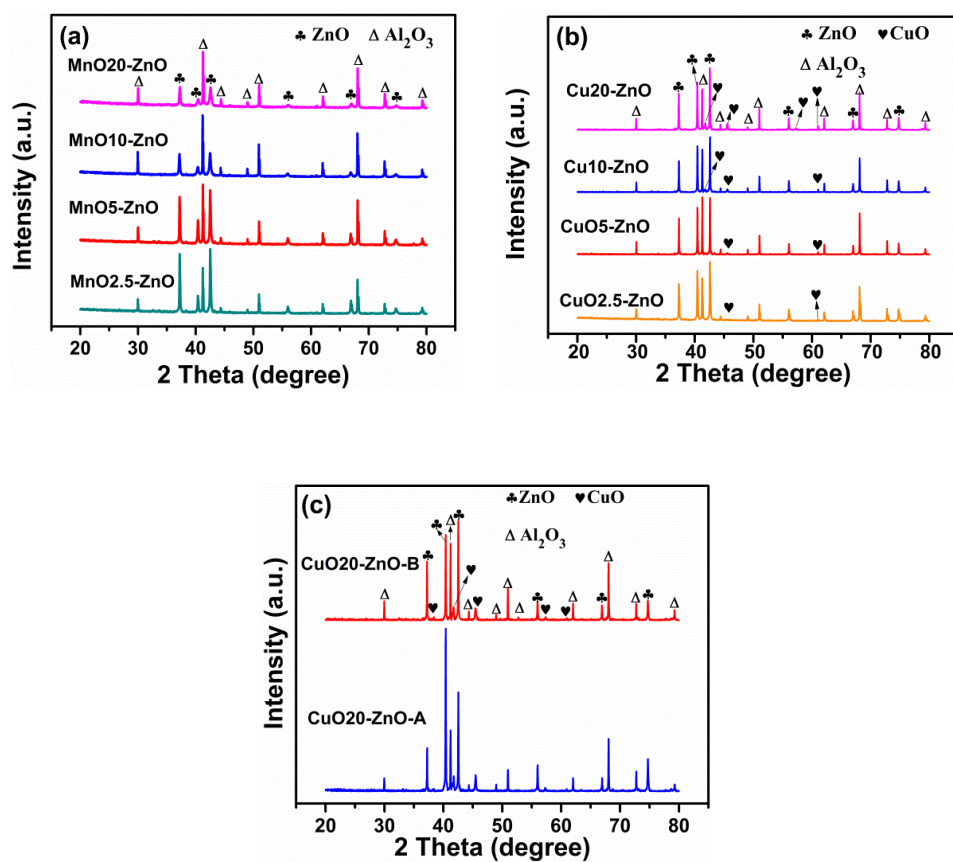 (a) ♣ ZnO Δ Al₂O₃
MnO20-ZnO
MnO10-ZnO
MnO5-ZnO
MnO2.5-ZnO
Intensity (a.u.)
20 30 40 50 60 70 80
2 Theta (degree)
(b) ♣ ZnO ♥ CuO
Δ Al₂O₃
Cu20-ZnO
Cu10-ZnO
CuO5-ZnO
CuO2.5-ZnO
Intensity (a.u.)
20 30 40 50 60 70 80
2 Theta (degree)
(c) ♣ ZnO ♥ CuO
Δ Al₂O₃
CuO20-ZnO-B
CuO20-ZnO-A
Intensity (a.u.)
20 30 40 50 60 70 80
2 Theta (degree)